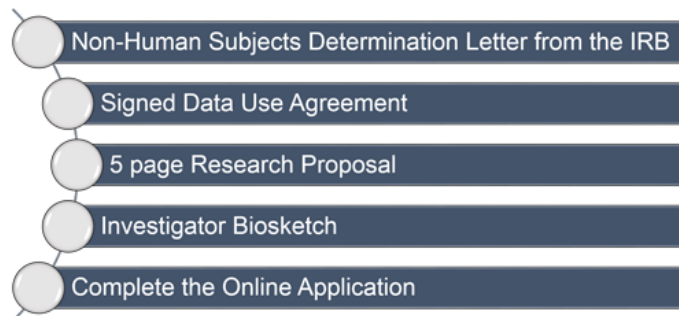 Non-Human Subjects Determination Letter from the IRB
Signed Data Use Agreement
5 page Research Proposal
Investigator Biosketch
Complete the Online Application